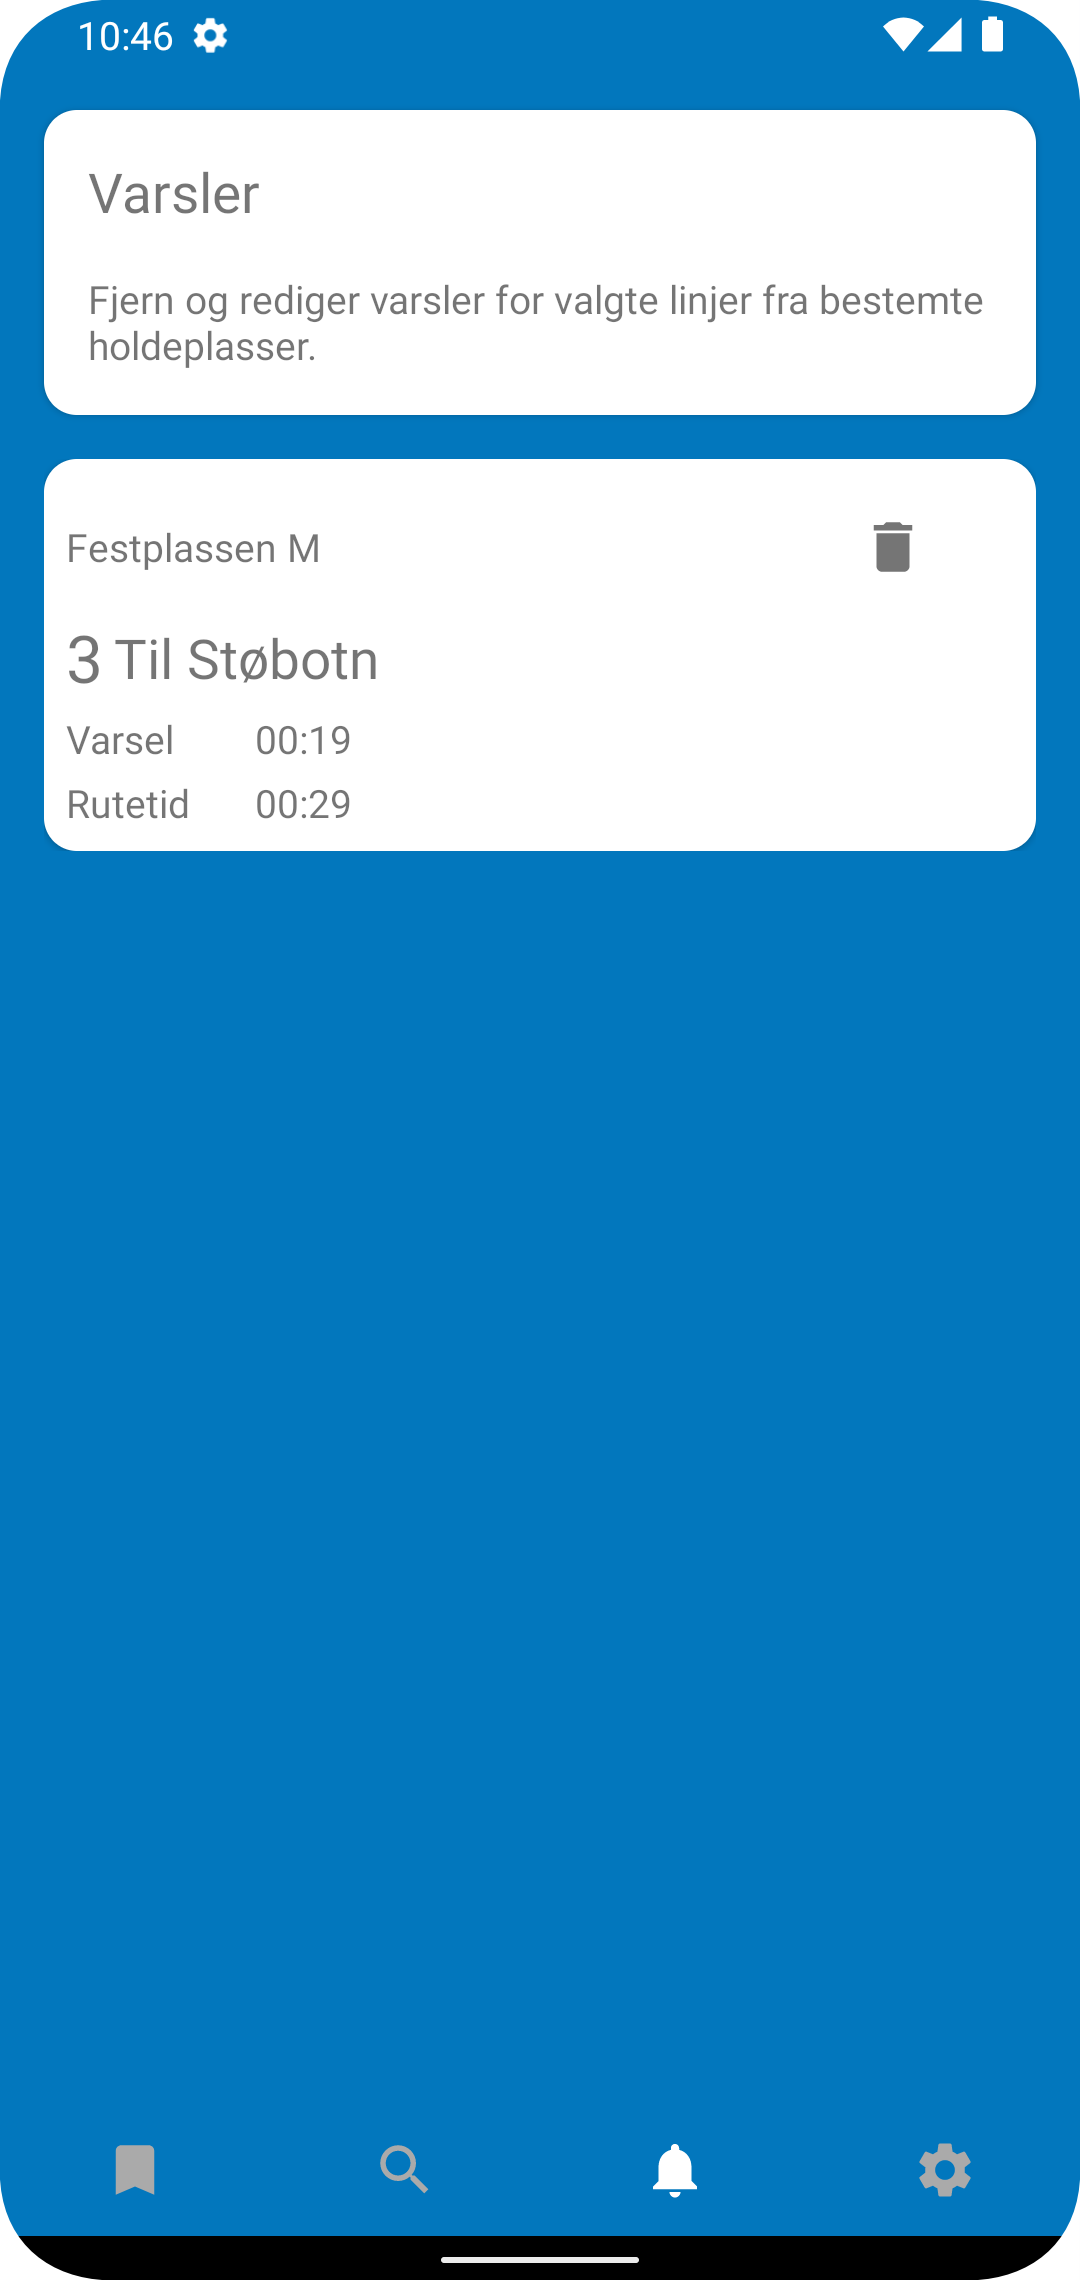 10:46
Varsler
Fjern og rediger varsler for valgte linjer fra bestemte
holdeplasser.
Festplassen M
3 Til Støbotn
Varsel 00:19
Rutetid 00:29